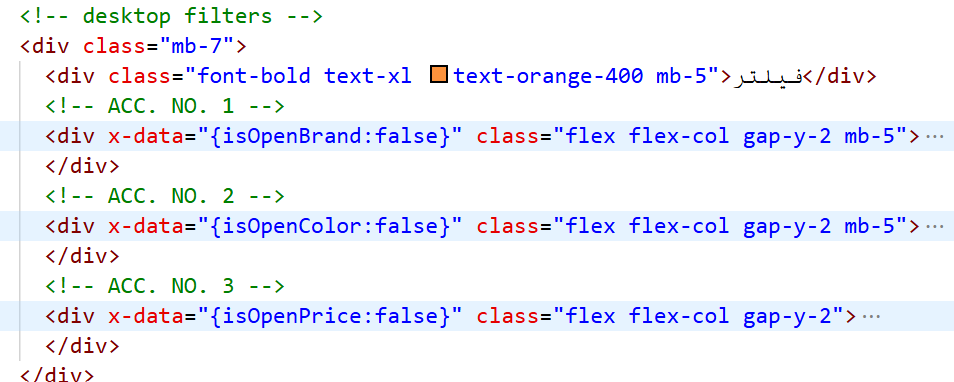 <!-- desktop filters -->
<div class="mb-7">
<div class="font-bold text-xl text-orange-400 mb-5">فیلتر</div>
<!-- ACC. NO. 1 -->
<div x-data="{isOpenBrand:false}" class="flex flex-col gap-y-2 mb-5">…
</div>
<!-- ACC. NO. 2 -->
<div x-data="{isOpenColor:false}" class="flex flex-col gap-y-2 mb-5">…
</div>
<!-- ACC. NO. 3 -->
<div x-data="{isOpenPrice:false}" class="flex flex-col gap-y-2">…
</div>
</div>